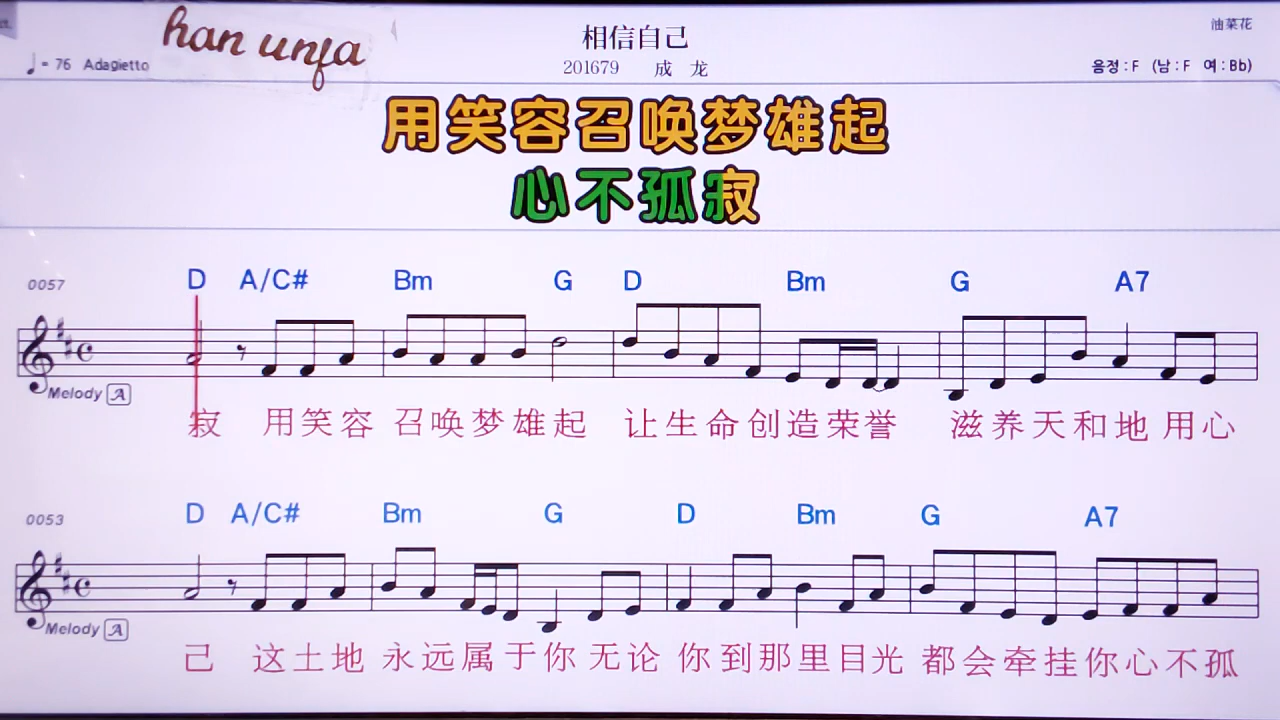 han unfa
相信自己
油菜花
♩= 76 Adagietto
201679 成 龙
음정 : F (남 : F 여 : Bb)
用笑容召唤梦雄起
心不孤寂
0057
D A/C# Bm G D Bm G A7
Melody A
寂 用笑容 召唤梦雄起 让生命创造荣誉 滋养天和地 用心
0053
D A/C# Bm G D Bm G A7
Melody A
己 这土地 永远属于你 无论 你到那里目光 都会牵挂你心不孤